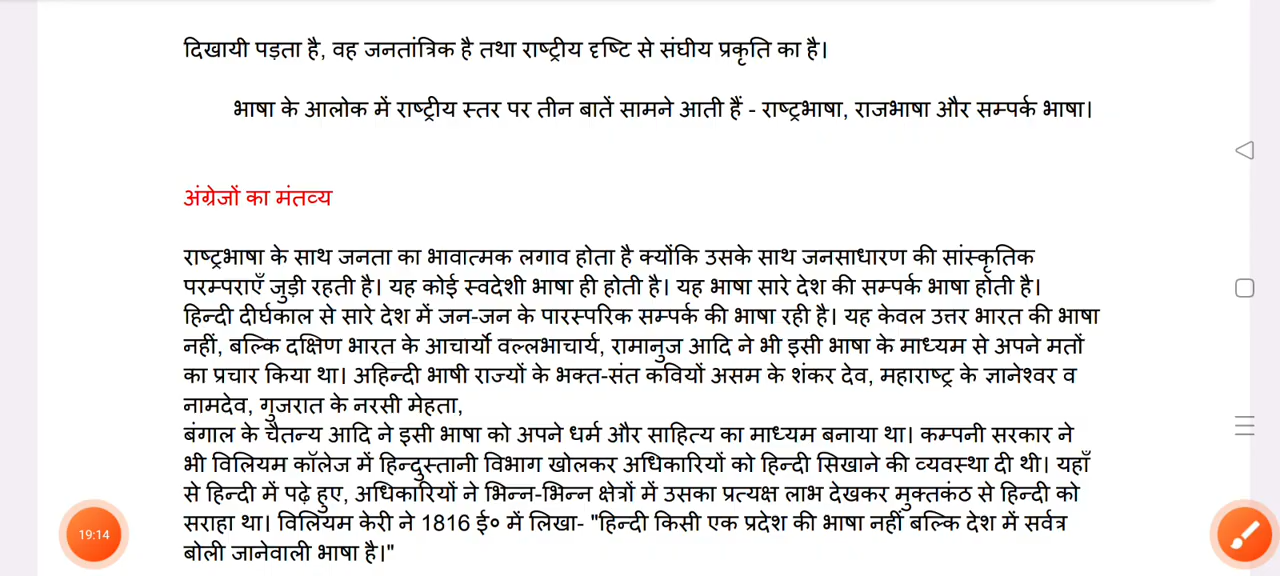 दिखायी पड़ता है, वह जनतांत्रिक है तथा राष्ट्रीय दृष्टि से संघीय प्रकृति का है।
भाषा के आलोक में राष्ट्रीय स्तर पर तीन बातें सामने आती हैं - राष्ट्रभाषा, राजभाषा और सम्पर्क भाषा।
अंग्रेजों का मंतव्य
राष्ट्रभाषा के साथ जनता का भावात्मक लगाव होता है क्योंकि उसके साथ जनसाधारण की सांस्कृतिक
परम्पराएँ जुड़ी रहती है। यह कोई स्वदेशी भाषा ही होती है। यह भाषा सारे देश की सम्पर्क भाषा होती है।
हिन्दी दीर्घकाल से सारे देश में जन-जन के पारस्परिक सम्पर्क की भाषा रही है। यह केवल उत्तर भारत की भाषा
नहीं, बल्कि दक्षिण भारत के आचार्यो वल्लभाचार्य, रामानुज आदि ने भी इसी भाषा के माध्यम से अपने मतों
का प्रचार किया था। अहिन्दी भाषी राज्यों के भक्त-संत कवियों असम के शंकर देव, महाराष्ट्र के ज्ञानेश्वर व
नामदेव, गुजरात के नरसी मेहता,
बंगाल के चैतन्य आदि ने इसी भाषा को अपने धर्म और साहित्य का माध्यम बनाया था। कम्पनी सरकार ने
भी विलियम कॉलेज में हिन्दुस्तानी विभाग खोलकर अधिकारियों को हिन्दी सिखाने की व्यवस्था दी थी। यहाँ
से हिन्दी में पढ़े हुए, अधिकारियों ने भिन्न-भिन्न क्षेत्रों में उसका प्रत्यक्ष लाभ देखकर मुक्तकंठ से हिन्दी को
सराहा था। विलियम केरी ने 1816 ई० में लिखा- "हिन्दी किसी एक प्रदेश की भाषा नहीं बल्कि देश में सर्वत्र
बोली जानेवाली भाषा है।"
19:14